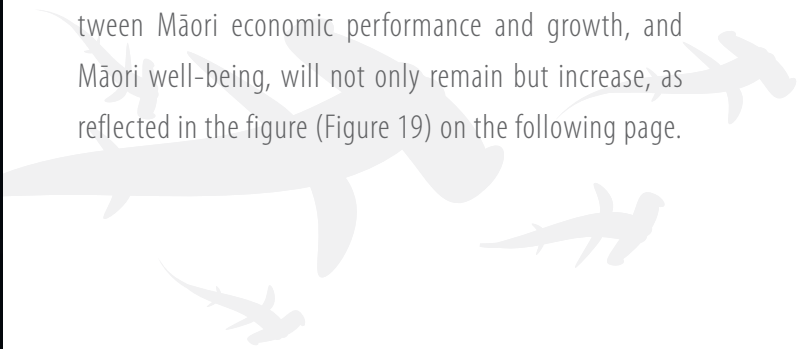 tween Māori economic performance and growth, and
Māori well-being, will not only remain but increase, as
reflected in the figure (Figure 19) on the following page.